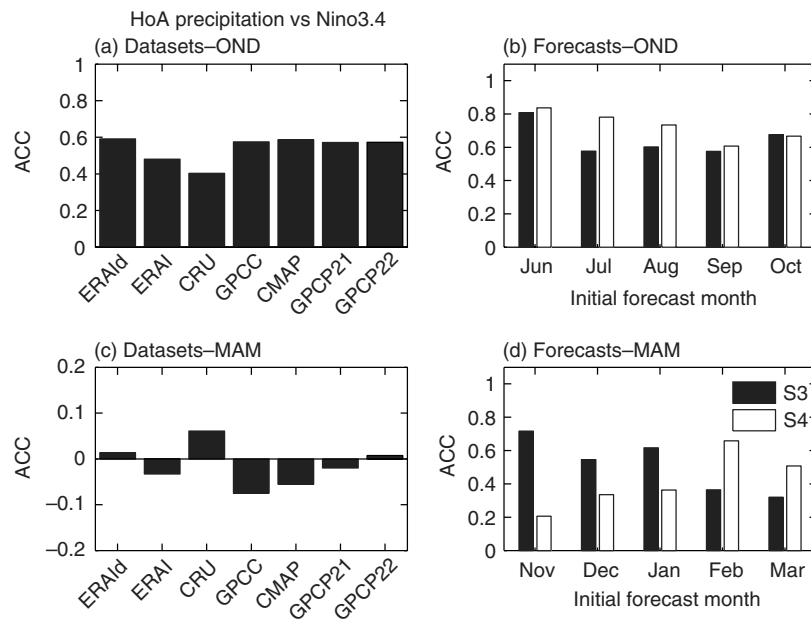 HoA precipitation vs Nino3.4
(a) Datasets–OND
1
0.8
0.6
0.4
0.2
0
ACC
ERAId
ERAI
CRU
GPCC
CMAP
GPCP21
GPCP22
(b) Forecasts–OND
1
0.8
0.6
0.4
0.2
0
ACC
Jun Jul Aug Sep Oct
Initial forecast month
(c) Datasets–MAM
0.2
0.1
0
–0.1
–0.2
ACC
ERAId
ERAI
CRU
GPCC
CMAP
GPCP21
GPCP22
(d) Forecasts–MAM
1
0.8
0.6
0.4
0.2
0
ACC
S3
S4
Nov Dec Jan Feb Mar
Initial forecast month